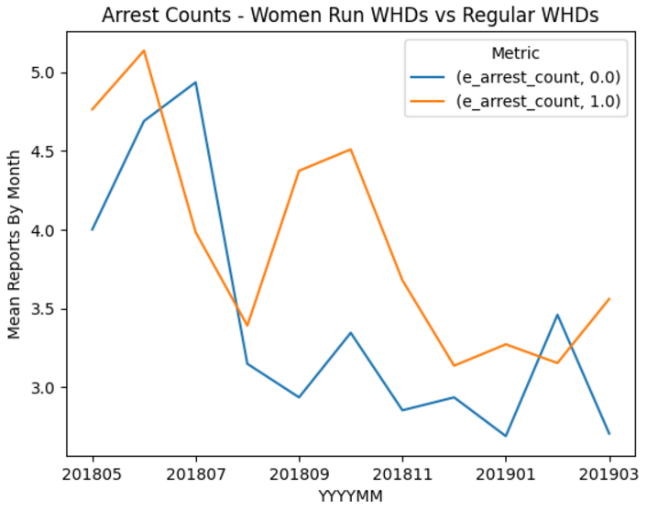 Arrest Counts - Women Run WHDs vs Regular WHDs
Metric
(e_arrest_count, 0.0)
(e_arrest_count, 1.0)
Mean Reports By Month
5.0
4.5
4.0
3.5
3.0
201805 201807 201809 201811 201901 201903
YYYYMM